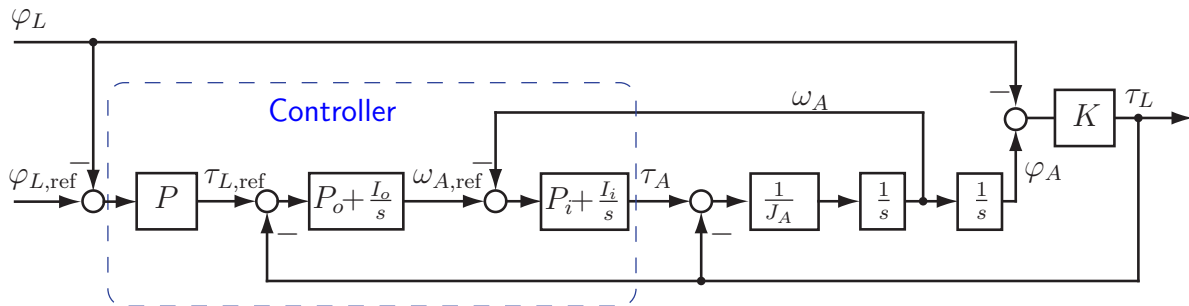 φ_L
Controller
ω_A
−
K
τ_L
−
φ_{L,ref}
−
P
τ_{L,ref}
P_o + I_o/s
ω_{A,ref}
−
P_i + I_i/s
τ_A
1/J_A
1/s
1/s
φ_A
−
−